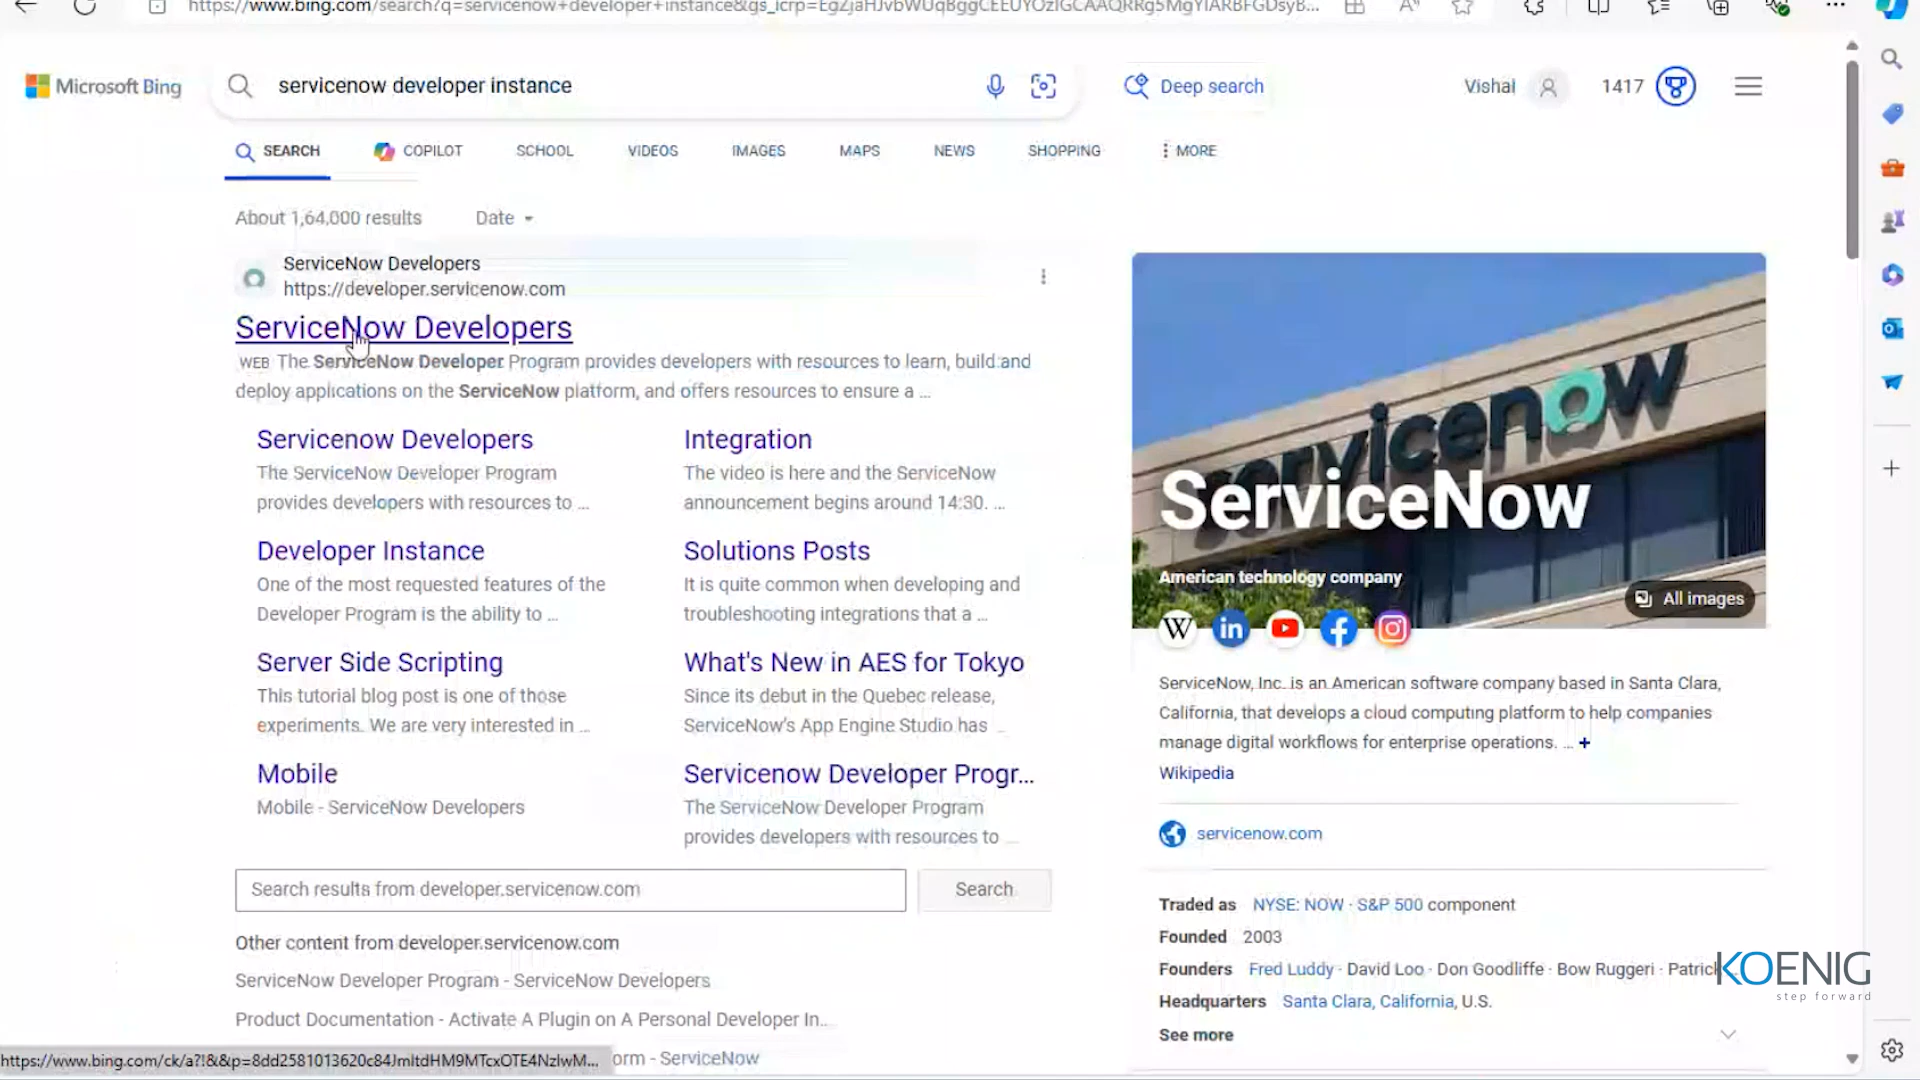 https://www.bing.com/search?q=servicenow+developer+instance&gs_lcrp=
Microsoft Bing
servicenow developer instance
Deep search
Vishal
1417
SEARCH
COPILOT
SCHOOL
VIDEOS
IMAGES
MAPS
NEWS
SHOPPING
MORE
About 1,64,000 results
Date
ServiceNow Developers
https://developer.servicenow.com
ServiceNow Developers
WEB The ServiceNow Developer Program provides developers with resources to learn, build and
deploy applications on the ServiceNow platform, and offers resources to ensure a ...
Servicenow Developers
The ServiceNow Developer Program
provides developers with resources to ...
Integration
The video is here and the ServiceNow
announcement begins around 14:30. ...
Developer Instance
One of the most requested features of the
Developer Program is the ability to ...
Solutions Posts
It is quite common when developing and
troubleshooting integrations that a ...
Server Side Scripting
This tutorial blog post is one of those
experiments. We are very interested in ...
What's New in AES for Tokyo
Since its debut in the Quebec release,
ServiceNow's App Engine Studio has ...
Mobile
Mobile - ServiceNow Developers
Servicenow Developer Progr...
The ServiceNow Developer Program
provides developers with resources to ...
Search results from developer.servicenow.com
Search
Other content from developer.servicenow.com
ServiceNow Developer Program - ServiceNow Developers
Product Documentation - Activate A Plugin on A Personal Developer In...
orm - ServiceNow
https://www.bing.com/ck/a?!&&p=8dd2581013620c84JmltdHM9MTcxOTE4NzIwM...
servicenow
ServiceNow
American technology company
All images
W
in
ServiceNow, Inc. is an American software company based in Santa Clara,
California, that develops a cloud computing platform to help companies
manage digital workflows for enterprise operations. ... +
Wikipedia
servicenow.com
Traded as NYSE: NOW · S&P 500 component
Founded 2003
Founders Fred Luddy · David Loo · Don Goodliffe · Bow Ruggeri · Patrick
Headquarters Santa Clara, California, U.S.
See more
KOENIG
step forward